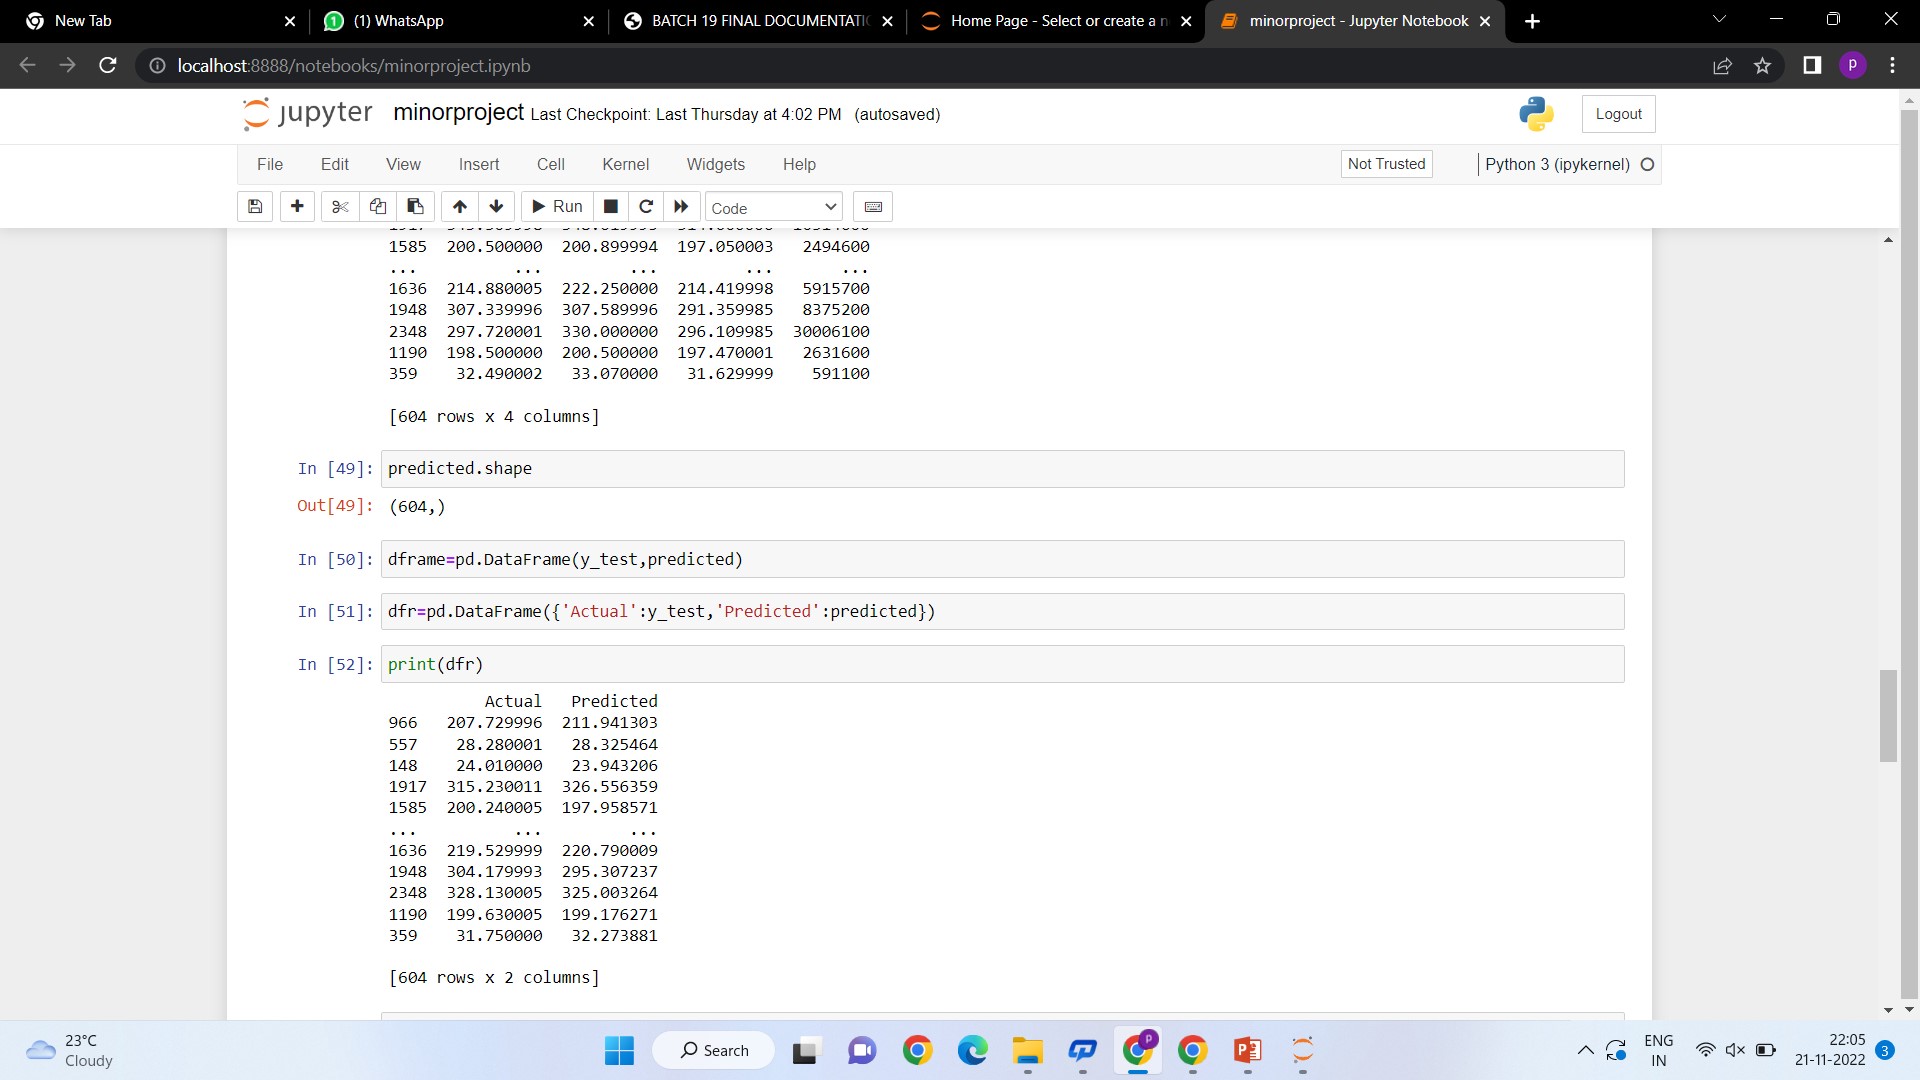 New Tab
(1) WhatsApp
BATCH 19 FINAL DOCUMENTATI
Home Page - Select or create a n
minorproject - Jupyter Notebook
localhost:8888/notebooks/minorproject.ipynb
P
jupyter minorproject Last Checkpoint: Last Thursday at 4:02 PM (autosaved)
Logout
File Edit View Insert Cell Kernel Widgets Help
Not Trusted
Python 3 (ipykernel)
Run
Code
1585 200.500000 200.899994 197.050003 2494600
... ... ... ... ...
1636 214.880005 222.250000 214.419998 5915700
1948 307.339996 307.589996 291.359985 8375200
2348 297.720001 330.000000 296.109985 30006100
1190 198.500000 200.500000 197.470001 2631600
359 32.490002 33.070000 31.629999 591100
[604 rows x 4 columns]
In [49]: predicted.shape
Out[49]: (604,)
In [50]: dframe=pd.DataFrame(y_test,predicted)
In [51]: dfr=pd.DataFrame({'Actual':y_test,'Predicted':predicted})
In [52]: print(dfr)
Actual Predicted
966 207.729996 211.941303
557 28.280001 28.325464
148 24.010000 23.943206
1917 315.230011 326.556359
1585 200.240005 197.958571
... ... ...
1636 219.529999 220.790009
1948 304.179993 295.307237
2348 328.130005 325.003264
1190 199.630005 199.176271
359 31.750000 32.273881
[604 rows x 2 columns]
23°C
Cloudy
Search
ENG
IN
22:05
21-11-2022
3